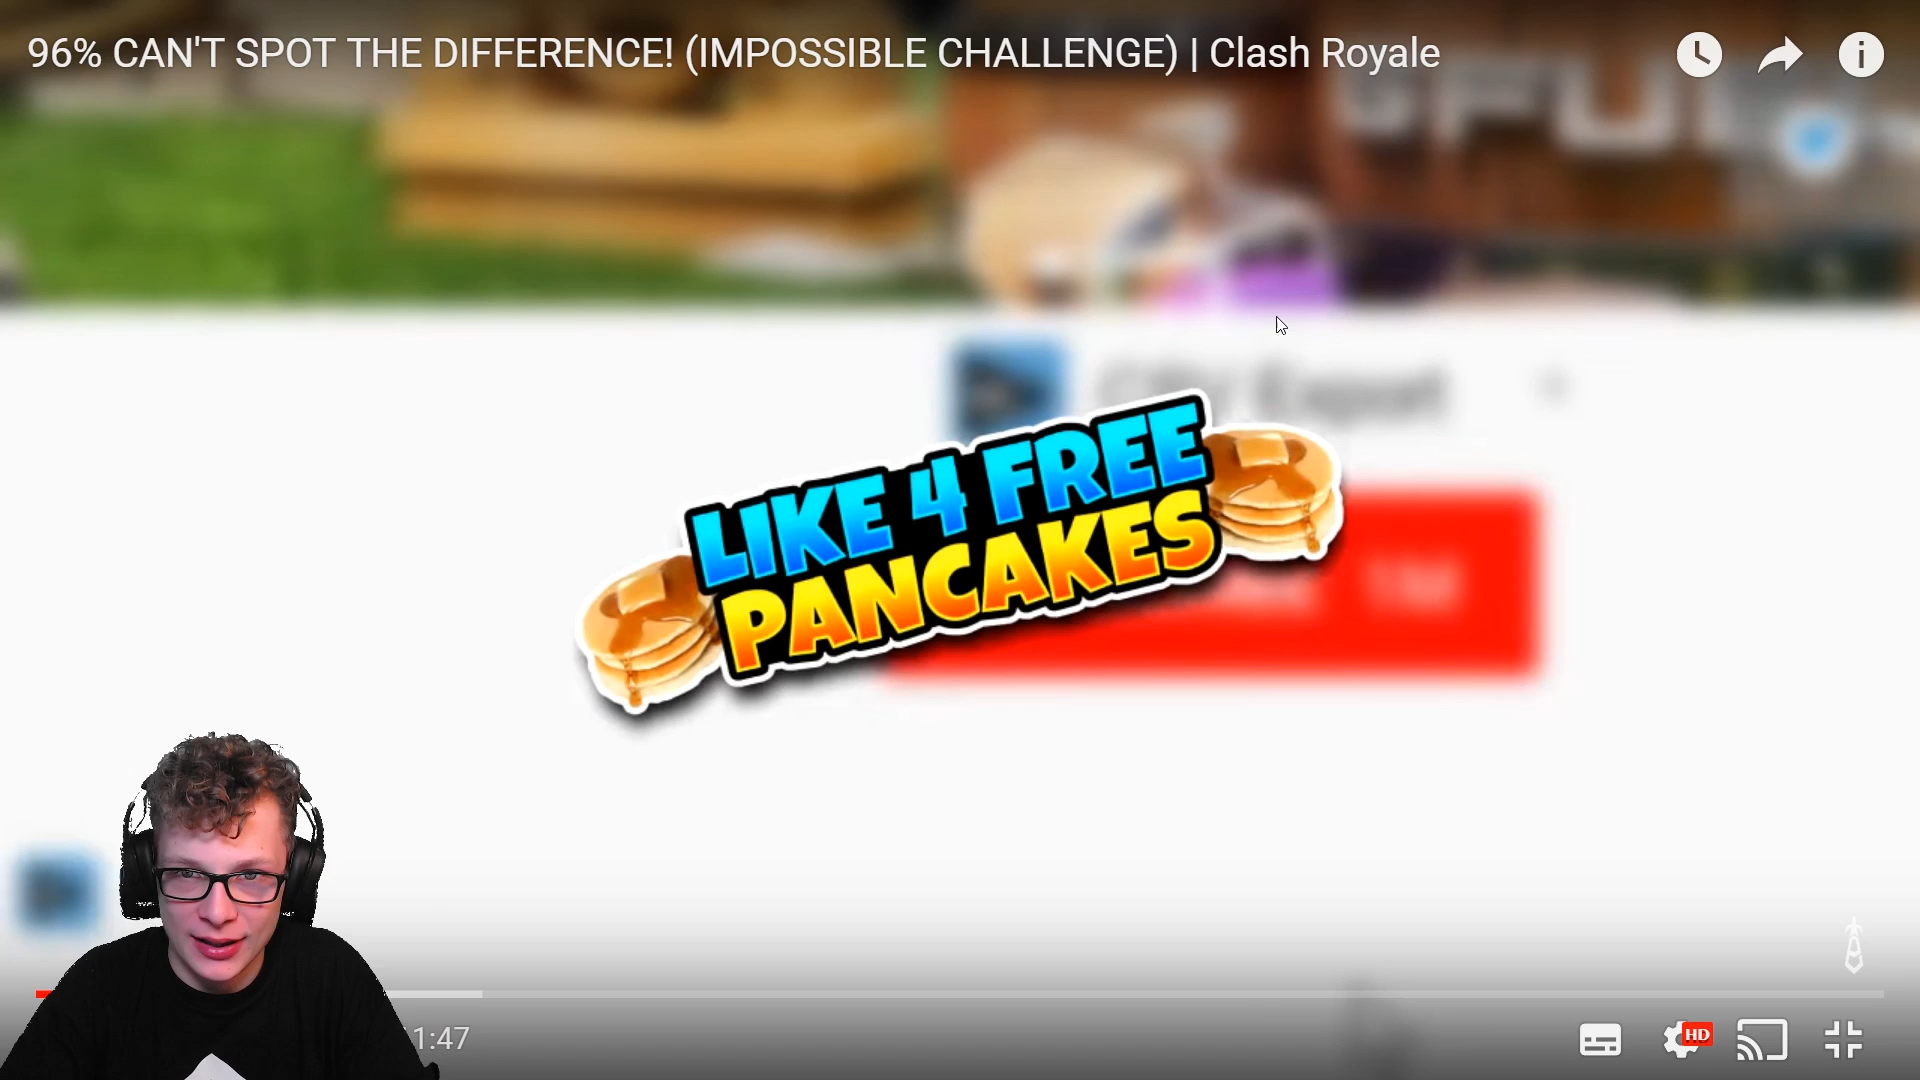 96% CAN'T SPOT THE DIFFERENCE! (IMPOSSIBLE CHALLENGE) | Clash Royale
LIKE 4 FREE
PANCAKES
1:47
HD